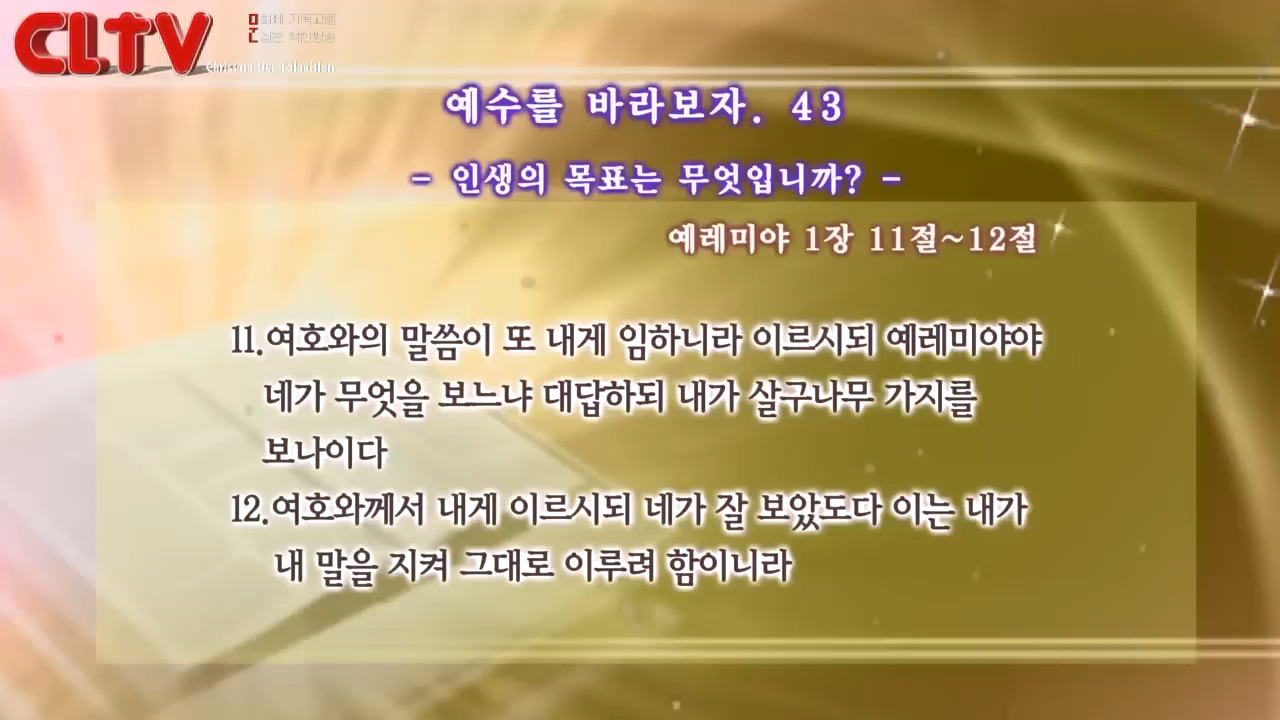 CLTV
예수를 바라보자. 43
- 인생의 목표는 무엇입니까? -
예레미야 1장 11절~12절
11.여호와의 말씀이 또 내게 임하니라 이르시되 예레미야야
네가 무엇을 보느냐 대답하되 내가 살구나무 가지를
보나이다
12.여호와께서 내게 이르시되 네가 잘 보았도다 이는 내가
내 말을 지켜 그대로 이루려 함이니라